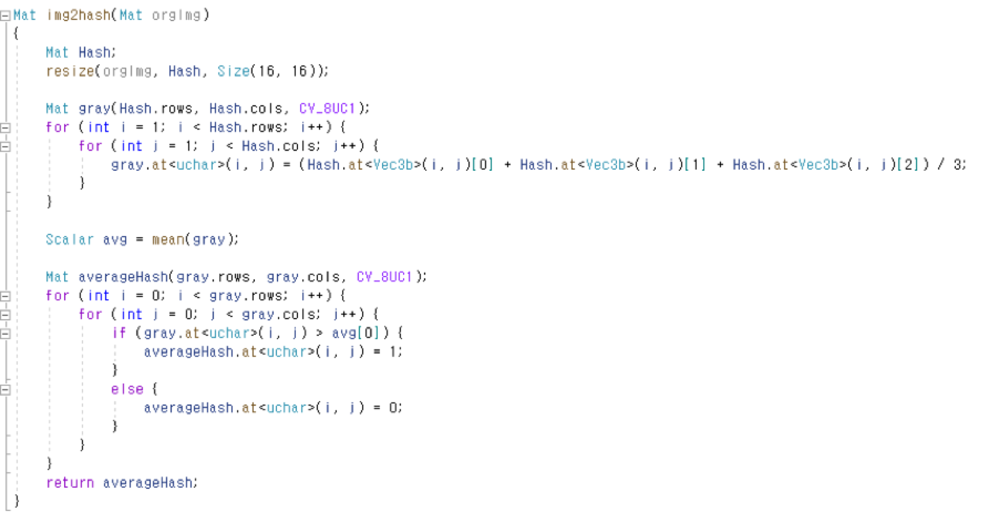 Mat img2hash(Mat orgImg)
{
    Mat Hash;
    resize(orgImg, Hash, Size(16, 16));
    Mat gray(Hash.rows, Hash.cols, CV_8UC1);
    for (int i = 1; i < Hash.rows; i++) {
        for (int j = 1; j < Hash.cols; j++) {
            gray.at<uchar>(i, j) = (Hash.at<Vec3b>(i, j)[0] + Hash.at<Vec3b>(i, j)[1] + Hash.at<Vec3b>(i, j)[2]) / 3;
        }
    }
    Scalar avg = mean(gray);
    Mat averageHash(gray.rows, gray.cols, CV_8UC1);
    for (int i = 0; i < gray.rows; i++) {
        for (int j = 0; j < gray.cols; j++) {
            if (gray.at<uchar>(i, j) > avg[0]) {
                averageHash.at<uchar>(i, j) = 1;
            }
            else {
                averageHash.at<uchar>(i, j) = 0;
            }
        }
    }
    return averageHash;
}